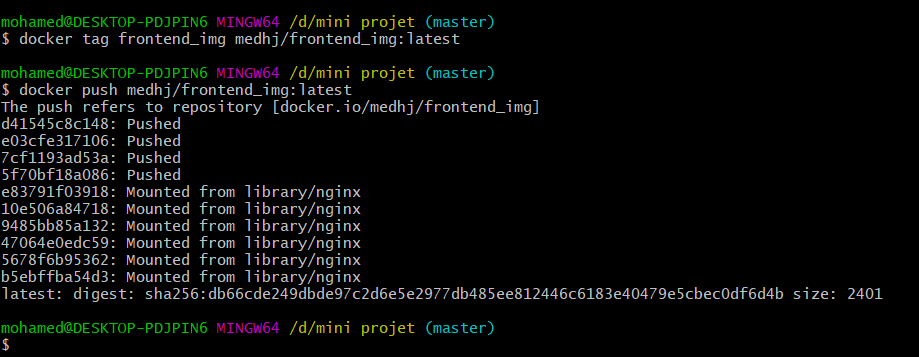 mohamed@DESKTOP-PDJPIN6 MINGW64 /d/mini projet (master)
$ docker tag frontend_img medhj/frontend_img:latest
mohamed@DESKTOP-PDJPIN6 MINGW64 /d/mini projet (master)
$ docker push medhj/frontend_img:latest
The push refers to repository [docker.io/medhj/frontend_img]
d41545c8c148: Pushed
e03cfe317106: Pushed
7cf1193ad53a: Pushed
5f70bf18a086: Pushed
e83791f03918: Mounted from library/nginx
10e506a84718: Mounted from library/nginx
9485bb85a132: Mounted from library/nginx
47064e0edc59: Mounted from library/nginx
5678f6b95362: Mounted from library/nginx
b5ebffba54d3: Mounted from library/nginx
latest: digest: sha256:db66cde249dbde97c2d6e5e2977db485ee812446c6183e40479e5cbec0df6d4b size: 2401
mohamed@DESKTOP-PDJPIN6 MINGW64 /d/mini projet (master)
$